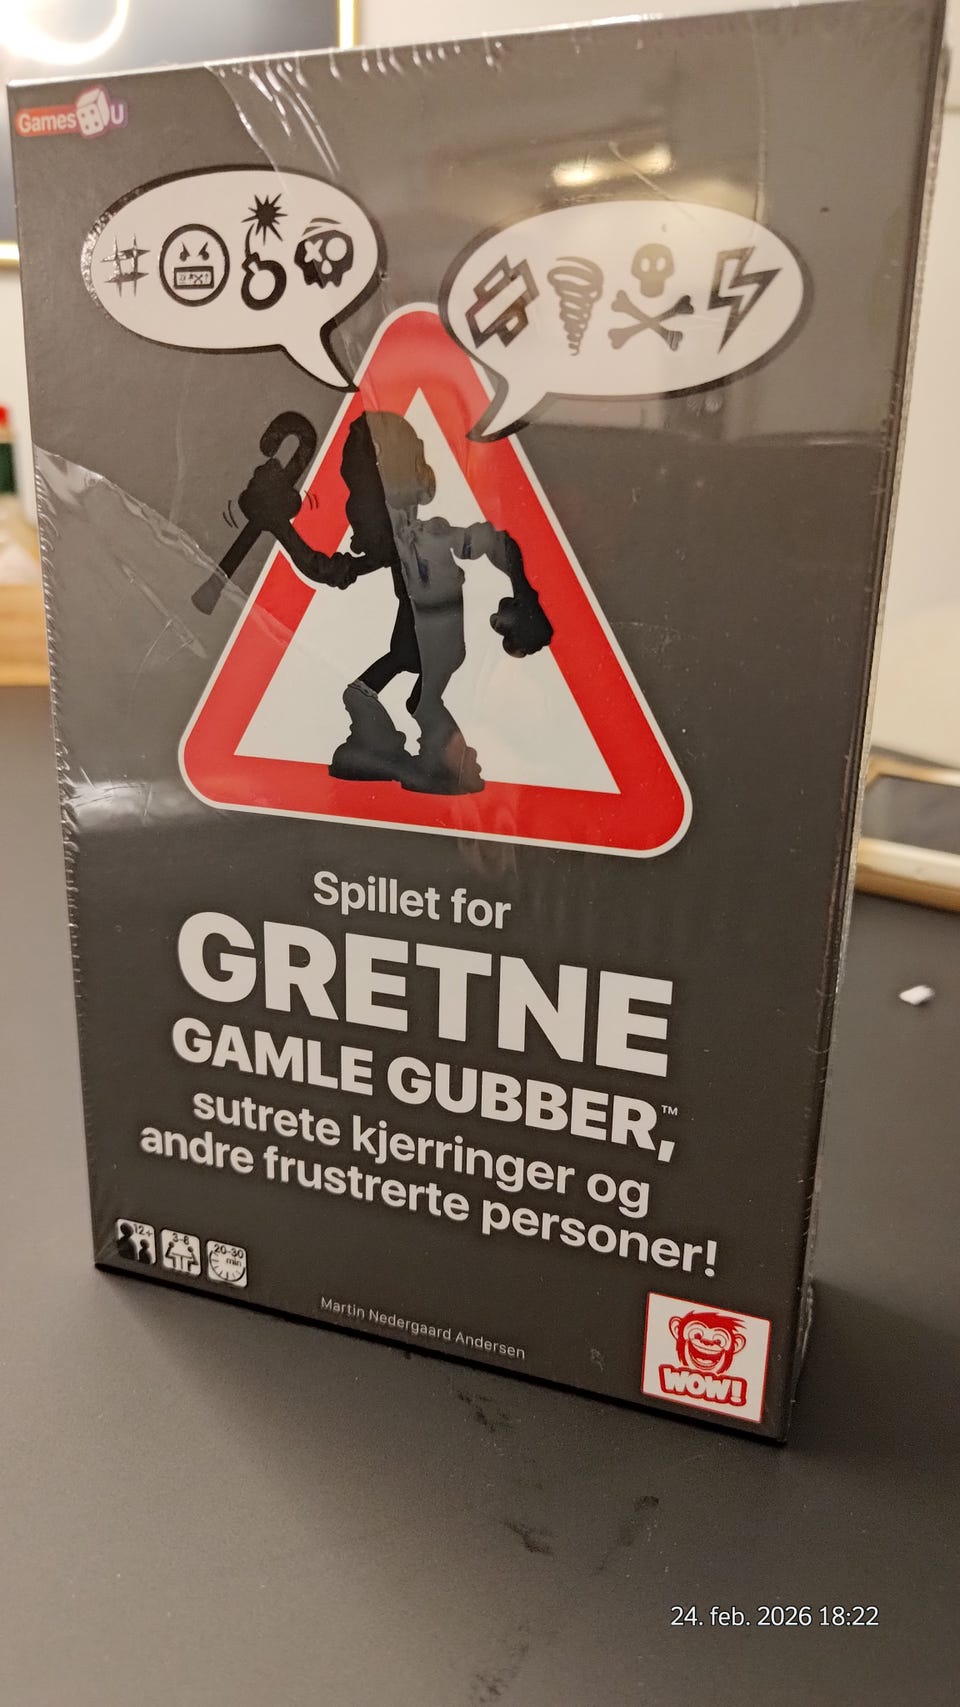 Games U
Spillet for
GRETNE
GAMLE GUBBER,™
sutrete kjerringer og
andre frustrerte personer!
12+
3-8
20-30
min
Martin Nedergaard Andersen
WOW!
24. feb. 2026 18:22